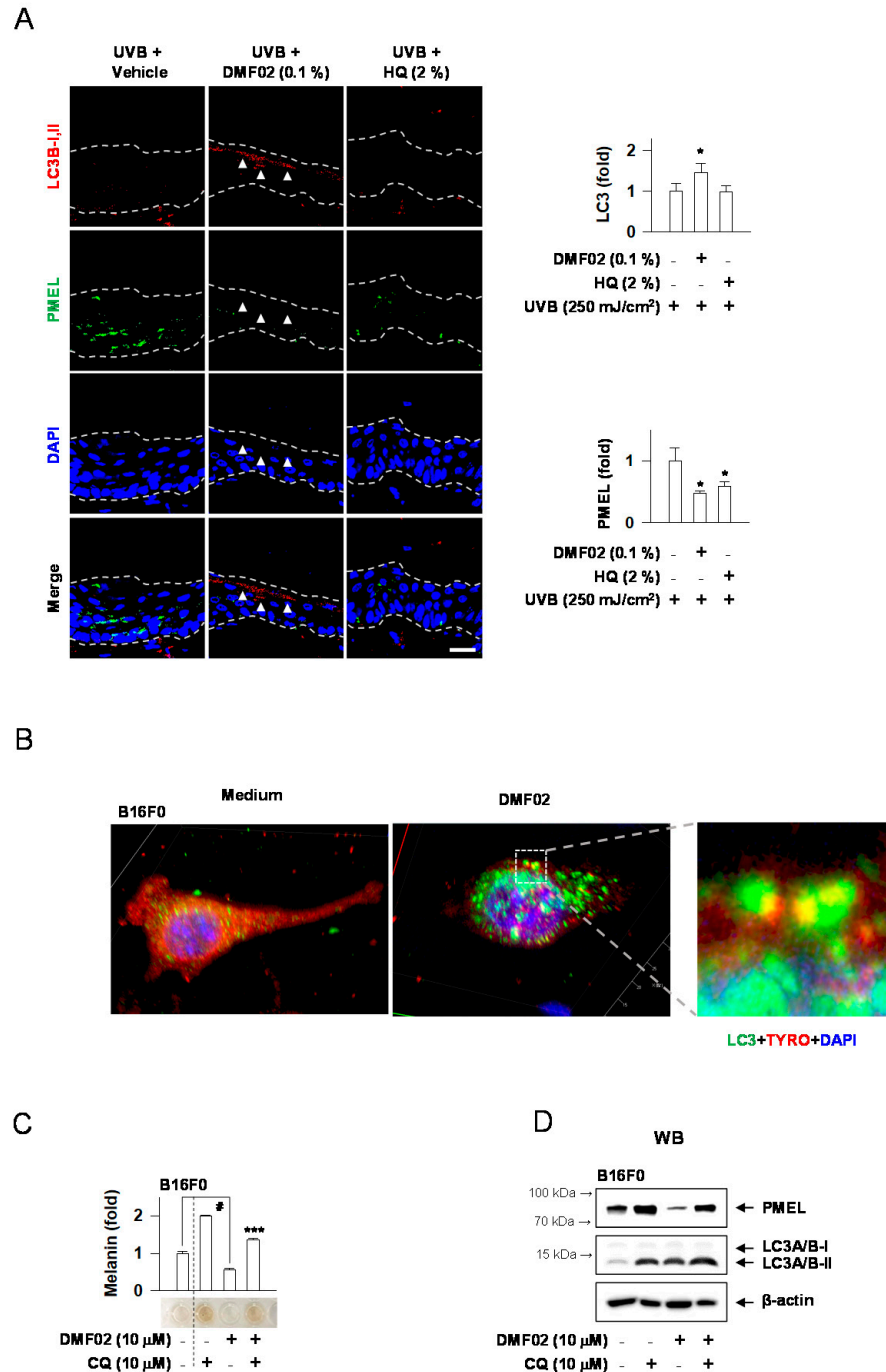 A
UVB + Vehicle
UVB + DMF02 (0.1 %)
UVB + HQ (2 %)
LC3B-I,II
PMEL
DAPI
Merge
LC3 (fold)
2
1
0
*
DMF02 (0.1 %) - + -
HQ (2 %) - - +
UVB (250 mJ/cm²) + + +
PMEL (fold)
1
0
* *
DMF02 (0.1 %) - + -
HQ (2 %) - - +
UVB (250 mJ/cm²) + + +
B
B16F0
Medium
DMF02
LC3+TYRO+DAPI
C
B16F0
Melanin (fold)
2
1
0
#
***
DMF02 (10 µM) - - + +
CQ (10 µM) - + - +
D
WB
B16F0
100 kDa →
70 kDa →
← PMEL
15 kDa →
← LC3A/B-I
← LC3A/B-II
← β-actin
DMF02 (10 µM) - - + +
CQ (10 µM) - + - +